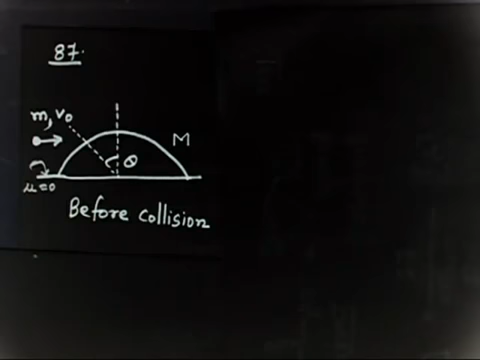 87.
m, v₀
M
θ
μ=0
Before collision